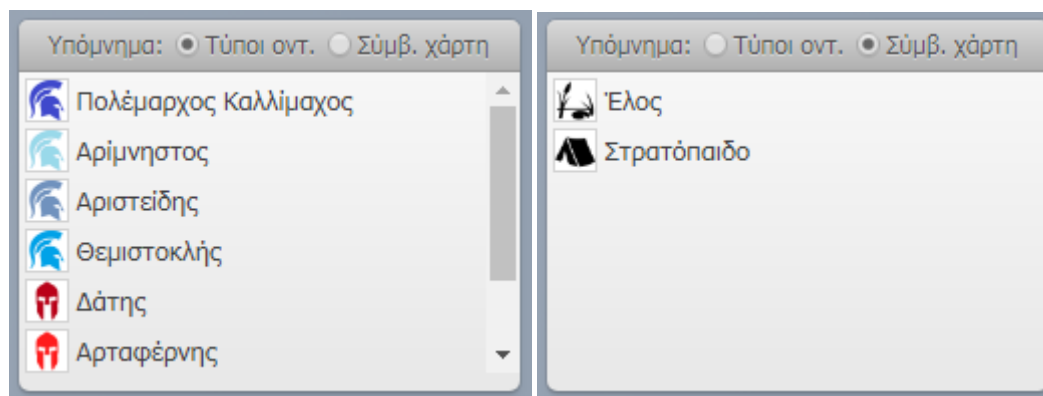 Υπόμνημα: Τύποι οντ. Σύμβ. χάρτη
Πολέμαρχος Καλλίμαχος
Αρίμνηστος
Αριστείδης
Θεμιστοκλής
Δάτης
Αρταφέρνης
Υπόμνημα: Τύποι οντ. Σύμβ. χάρτη
Έλος
Στρατόπαιδο